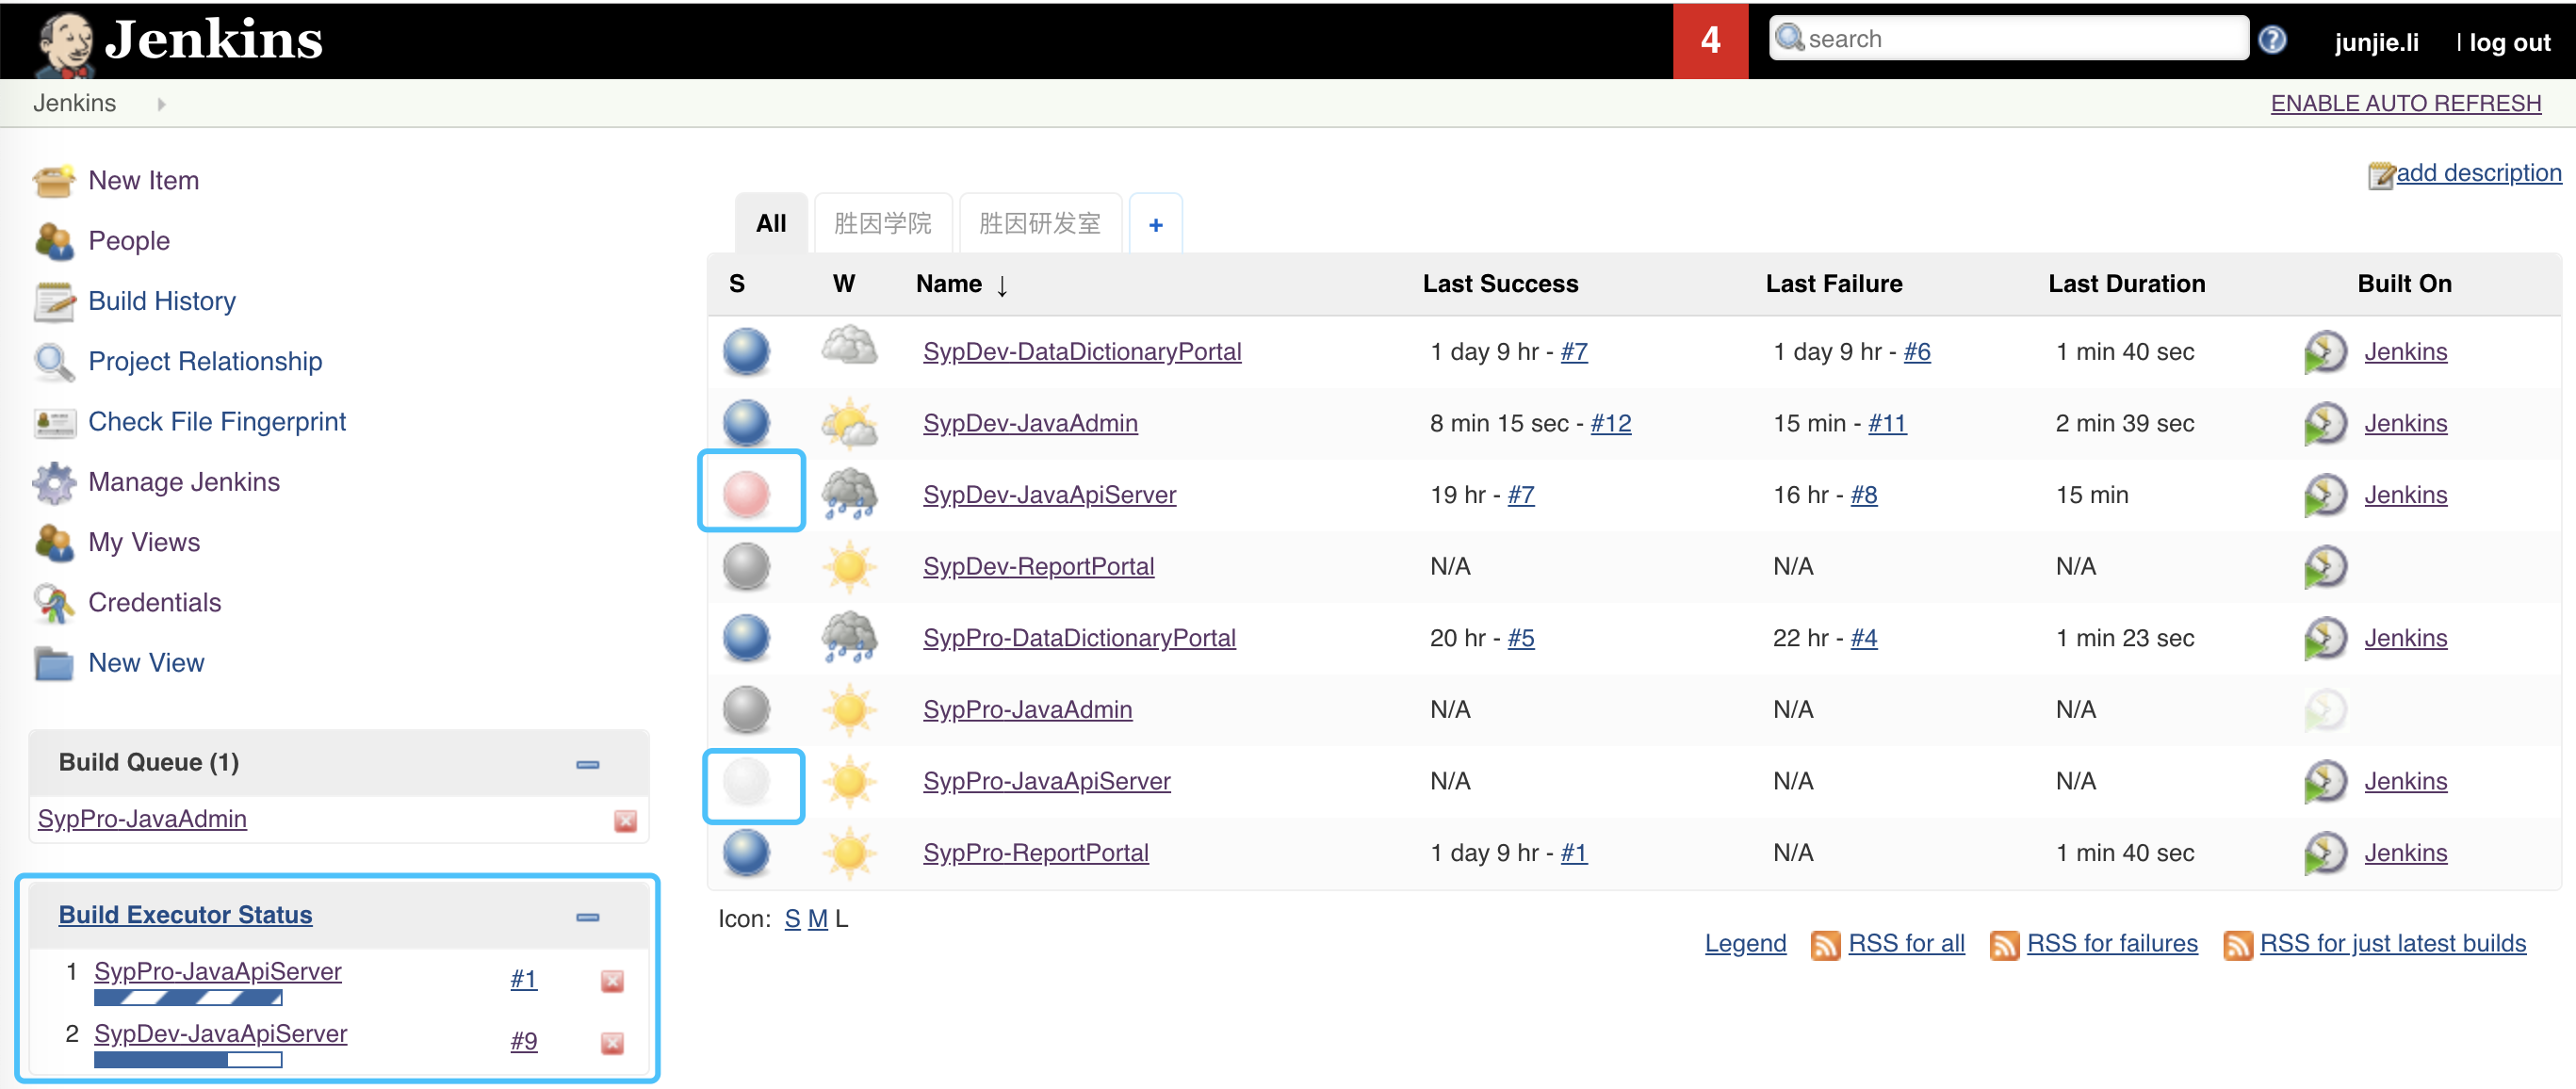 Jenkins 4 search junjie.li | log out
Jenkins ENABLE AUTO REFRESH
New Item
People
Build History
Project Relationship
Check File Fingerprint
Manage Jenkins
My Views
Credentials
New View
Build Queue (1)
SypPro-JavaAdmin
Build Executor Status
1 SypPro-JavaApiServer #1
2 SypDev-JavaApiServer #9
add description
All 胜因学院 胜因研发室 +
S W Name ↓ Last Success Last Failure Last Duration Built On
SypDev-DataDictionaryPortal 1 day 9 hr - #7 1 day 9 hr - #6 1 min 40 sec Jenkins
SypDev-JavaAdmin 8 min 15 sec - #12 15 min - #11 2 min 39 sec Jenkins
SypDev-JavaApiServer 19 hr - #7 16 hr - #8 15 min Jenkins
SypDev-ReportPortal N/A N/A N/A
SypPro-DataDictionaryPortal 20 hr - #5 22 hr - #4 1 min 23 sec Jenkins
SypPro-JavaAdmin N/A N/A N/A
SypPro-JavaApiServer N/A N/A N/A Jenkins
SypPro-ReportPortal 1 day 9 hr - #1 N/A 1 min 40 sec Jenkins
Icon: S M L
Legend RSS for all RSS for failures RSS for just latest builds